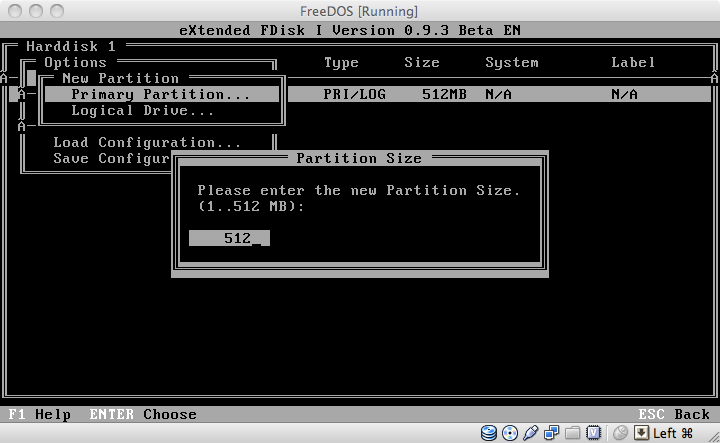 FreeDOS [Running]
eXtended FDisk I Version 0.9.3 Beta EN
Harddisk 1
Options Type Size System Label
New Partition
Primary Partition... PRI/LOG 512MB N/A N/A
Logical Drive...
Load Configuration...
Save Configur
Partition Size
Please enter the new Partition Size.
(1..512 MB):
512_
F1 Help ENTER Choose ESC Back
Left ⌘